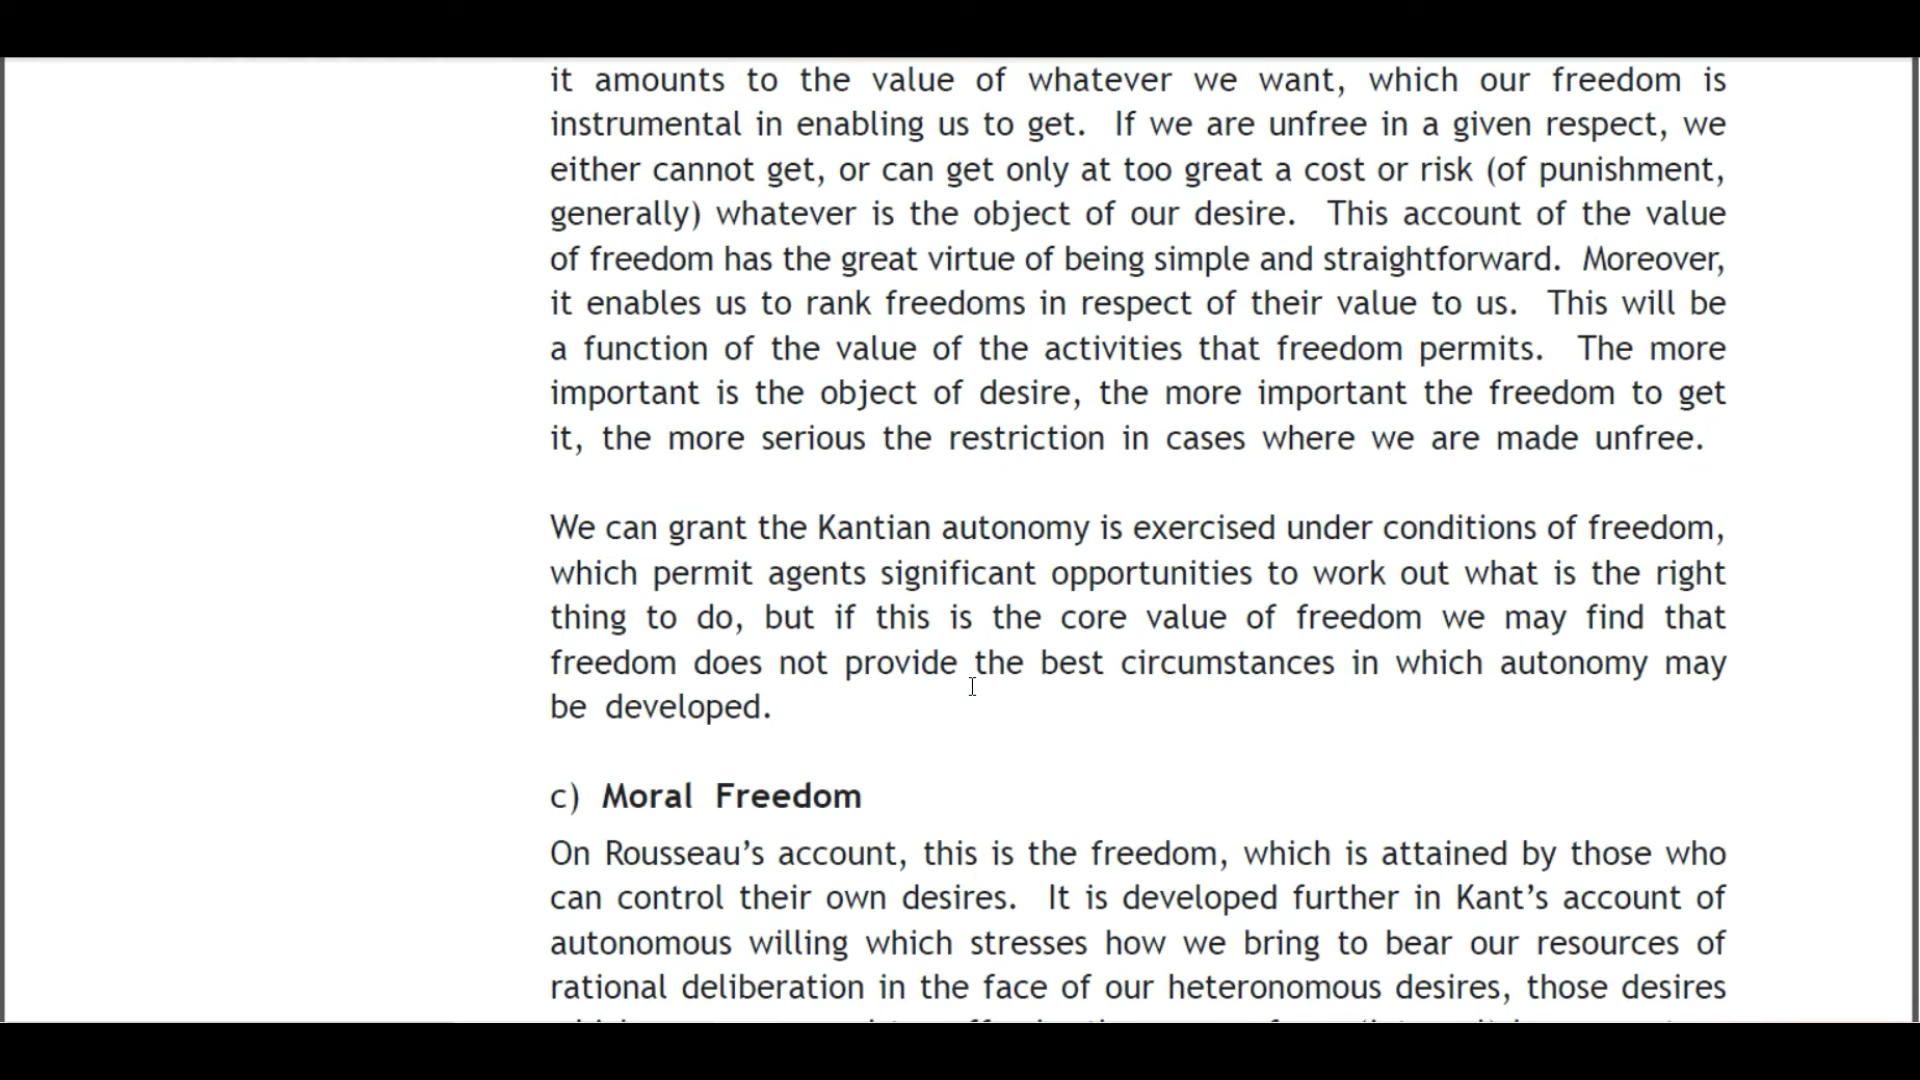 it amounts to the value of whatever we want, which our freedom is
instrumental in enabling us to get. If we are unfree in a given respect, we
either cannot get, or can get only at too great a cost or risk (of punishment,
generally) whatever is the object of our desire. This account of the value
of freedom has the great virtue of being simple and straightforward. Moreover,
it enables us to rank freedoms in respect of their value to us. This will be
a function of the value of the activities that freedom permits. The more
important is the object of desire, the more important the freedom to get
it, the more serious the restriction in cases where we are made unfree.
We can grant the Kantian autonomy is exercised under conditions of freedom,
which permit agents significant opportunities to work out what is the right
thing to do, but if this is the core value of freedom we may find that
freedom does not provide the best circumstances in which autonomy may
be developed.
c) Moral Freedom
On Rousseau’s account, this is the freedom, which is attained by those who
can control their own desires. It is developed further in Kant’s account of
autonomous willing which stresses how we bring to bear our resources of
rational deliberation in the face of our heteronomous desires, those desires